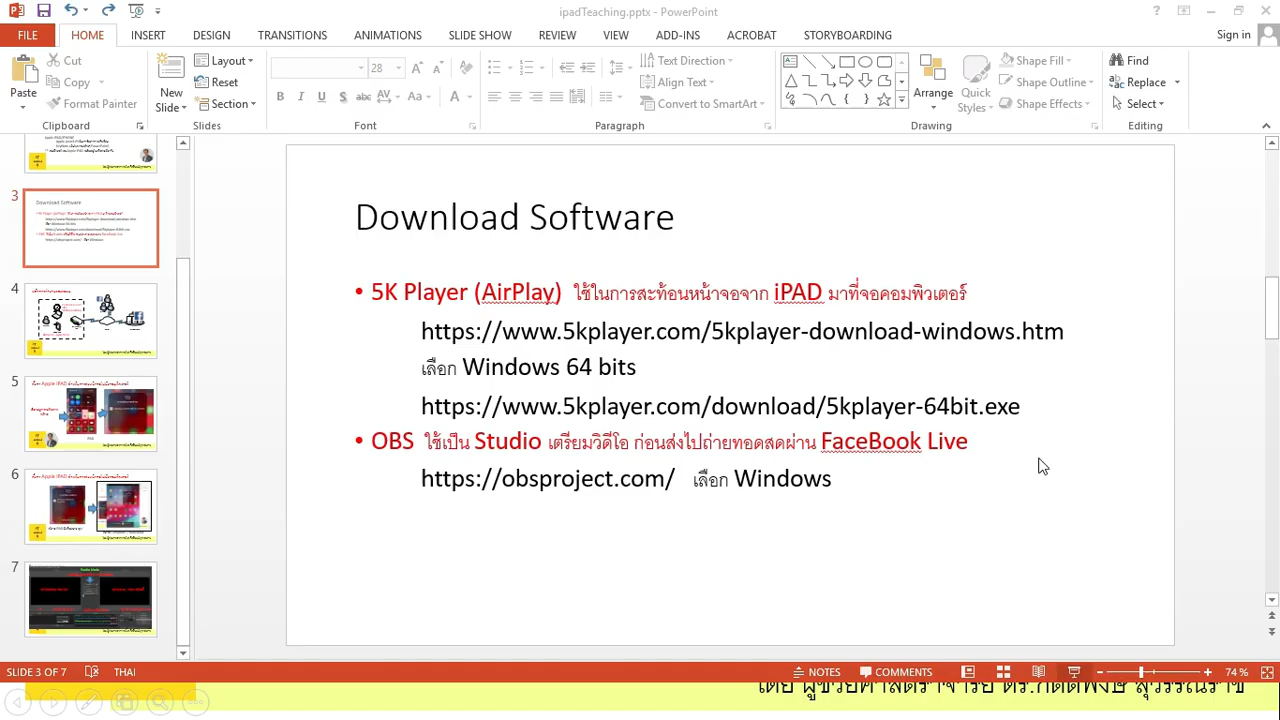 ipadTeaching.pptx - PowerPoint
Sign in
FILE HOME INSERT DESIGN TRANSITIONS ANIMATIONS SLIDE SHOW REVIEW VIEW ADD-INS ACROBAT STORYBOARDING
Paste
Cut
Copy
Format Painter
Clipboard
New Slide
Layout
Reset
Section
Slides
28
Font
Text Direction
Align Text
Convert to SmartArt
Paragraph
Arrange
Quick Styles
Shape Fill
Shape Outline
Shape Effects
Drawing
Find
Replace
Select
Editing
3
4
5
6
7
Download Software
• 5K Player (AirPlay) ใช้ในการสะท้อนหน้าจอจาก iPAD มาที่จอคอมพิวเตอร์
https://www.5kplayer.com/5kplayer-download-windows.htm
เลือก Windows 64 bits
https://www.5kplayer.com/download/5kplayer-64bit.exe
• OBS ใช้เป็น Studio เตรียมวิดีโอ ก่อนส่งไปถ่ายทอดสดผ่าน FaceBook Live
https://obsproject.com/ เลือก Windows
SLIDE 3 OF 7 THAI NOTES COMMENTS 74 %